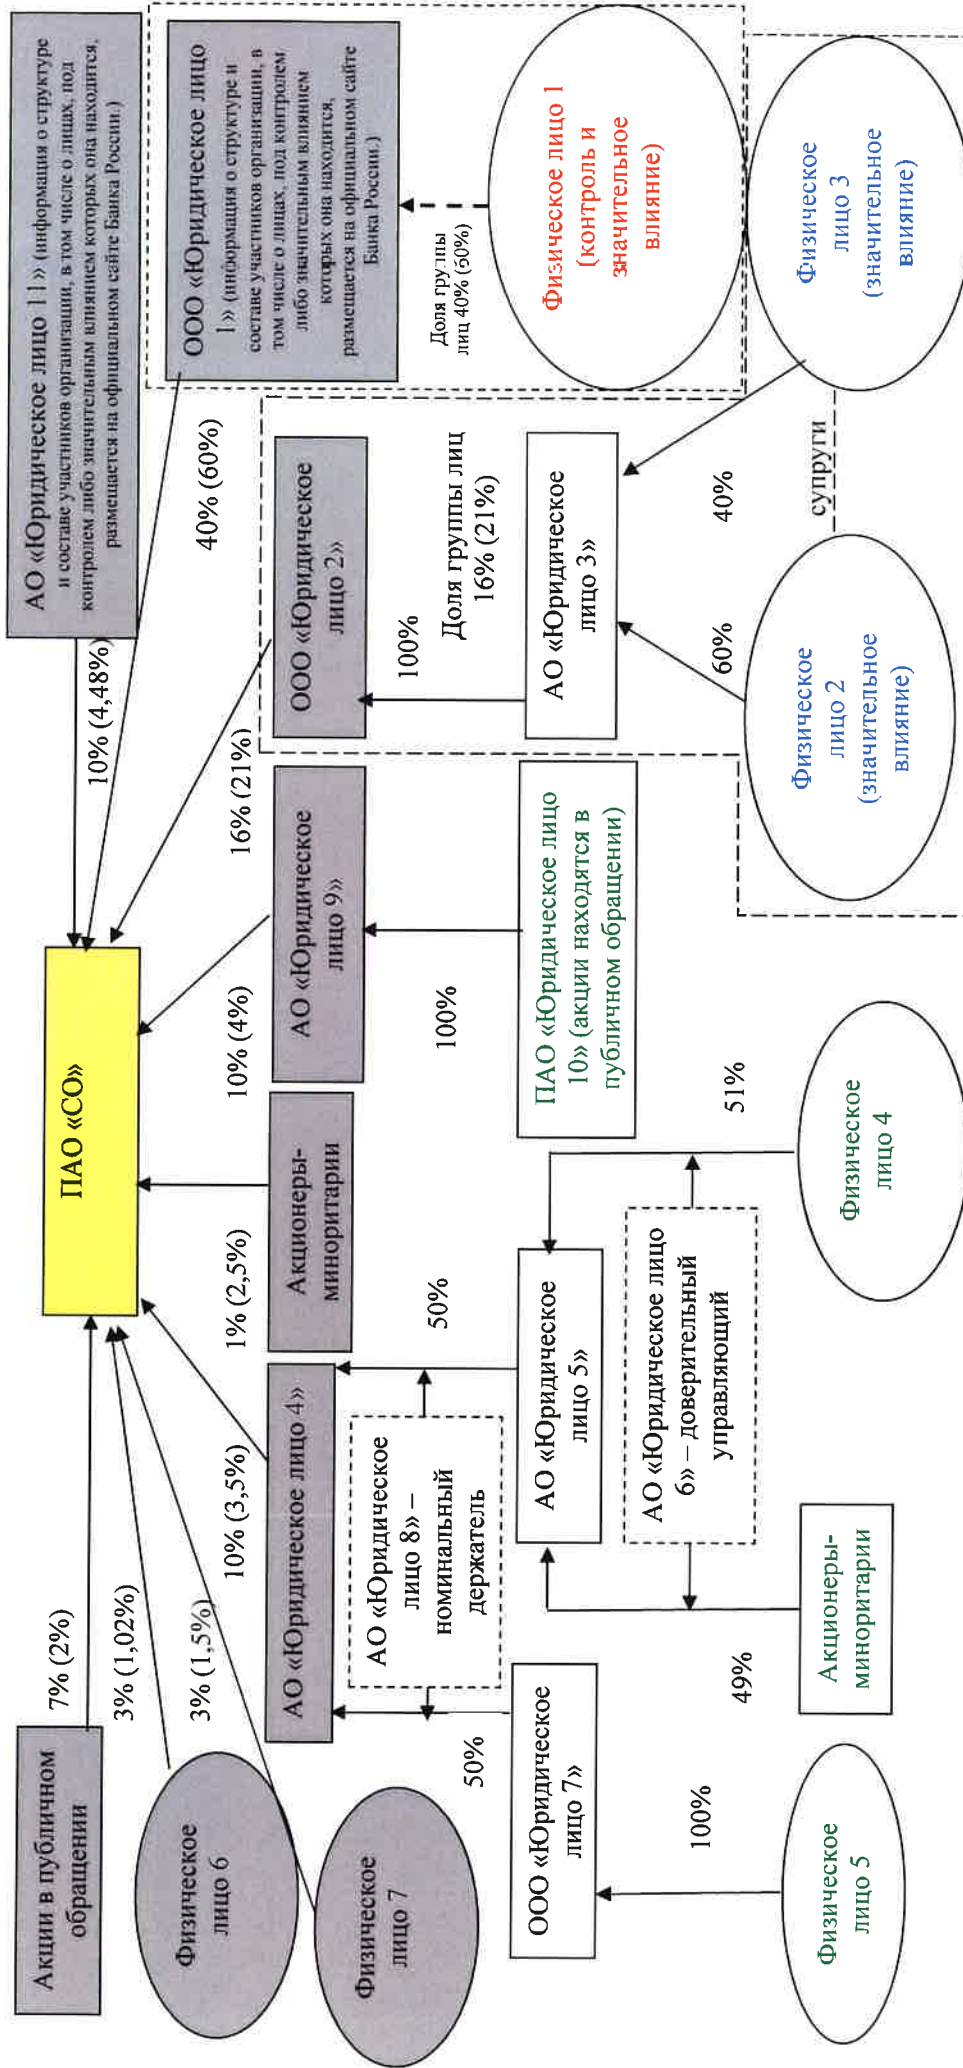 ПАО «СО»
АО «Юридическое лицо 11» (информация о структуре
и составе участников организации, в том числе о лицах, под
контролем либо значительным влиянием которых она находится,
размещается на официальном сайте Банка России.)
Акции в публичном
обращении
7% (2%)
3% (1,02%)
3% (1,5%)
10% (3,5%)
1% (2,5%)
10% (4%)
16% (21%)
10% (4,48%)
40% (60%)
Физическое
лицо 6
Физическое
лицо 7
АО «Юридическое лицо 4»
Акционеры-
миноритарии
АО «Юридическое
лицо 9»
ООО «Юридическое
лицо 2»
ООО «Юридическое лицо
1» (информация о структуре и
составе участников организации, в
том числе о лицах, под контролем
либо значительным влиянием
которых она находится,
размещается на официальном сайте
Банка России.)
АО «Юридическое
лицо 8» –
номинальный
держатель
50%
50%
100%
100%
Доля группы лиц
16% (21%)
Доля группы
лиц 40% (60%)
ООО «Юридическое
лицо 7»
АО «Юридическое
лицо 5»
ПАО «Юридическое лицо
10» (акции находятся в
публичном обращении)
АО «Юридическое
лицо 3»
Физическое лицо 1
(контроль и
значительное
влияние)
АО «Юридическое лицо
6» – доверительный
управляющий
100%
49%
51%
60%
40%
супруги
Физическое
лицо 5
Акционеры-
миноритарии
Физическое
лицо 4
Физическое
лицо 2
(значительное
влияние)
Физическое
лицо 3
(значительное
влияние)